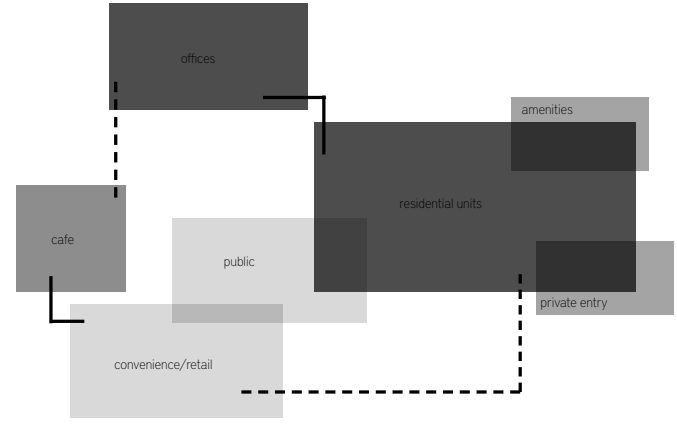 offices
amenities
residential units
cafe
public
private entry
convenience/retail